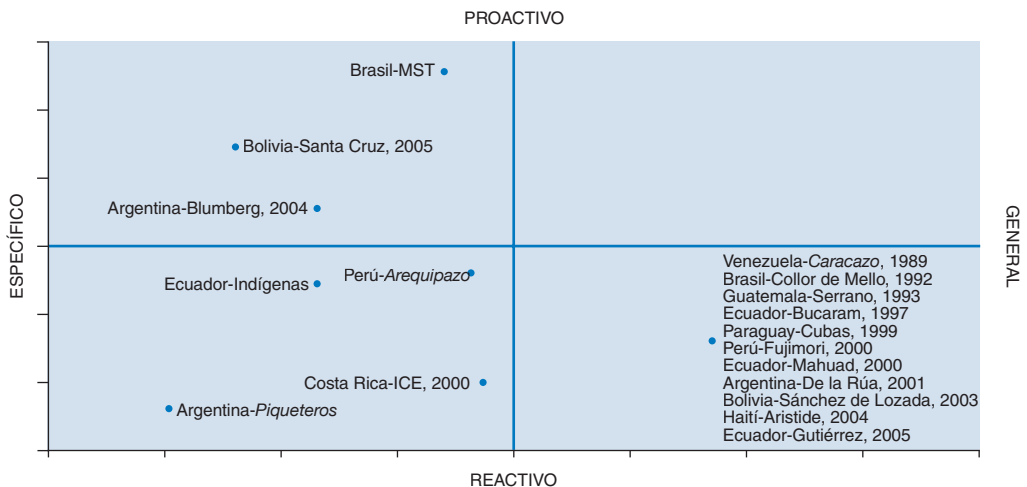 PROACTIVO
Brasil-MST
Bolivia-Santa Cruz, 2005
Argentina-Blumberg, 2004
ESPECÍFICO
GENERAL
Perú-Arequipazo
Ecuador-Indígenas
Costa Rica-ICE, 2000
Argentina-Piqueteros
Venezuela-Caracazo, 1989
Brasil-Collor de Mello, 1992
Guatemala-Serrano, 1993
Ecuador-Bucaram, 1997
Paraguay-Cubas, 1999
Perú-Fujimori, 2000
Ecuador-Mahuad, 2000
Argentina-De la Rúa, 2001
Bolivia-Sánchez de Lozada, 2003
Haití-Aristide, 2004
Ecuador-Gutiérrez, 2005
REACTIVO